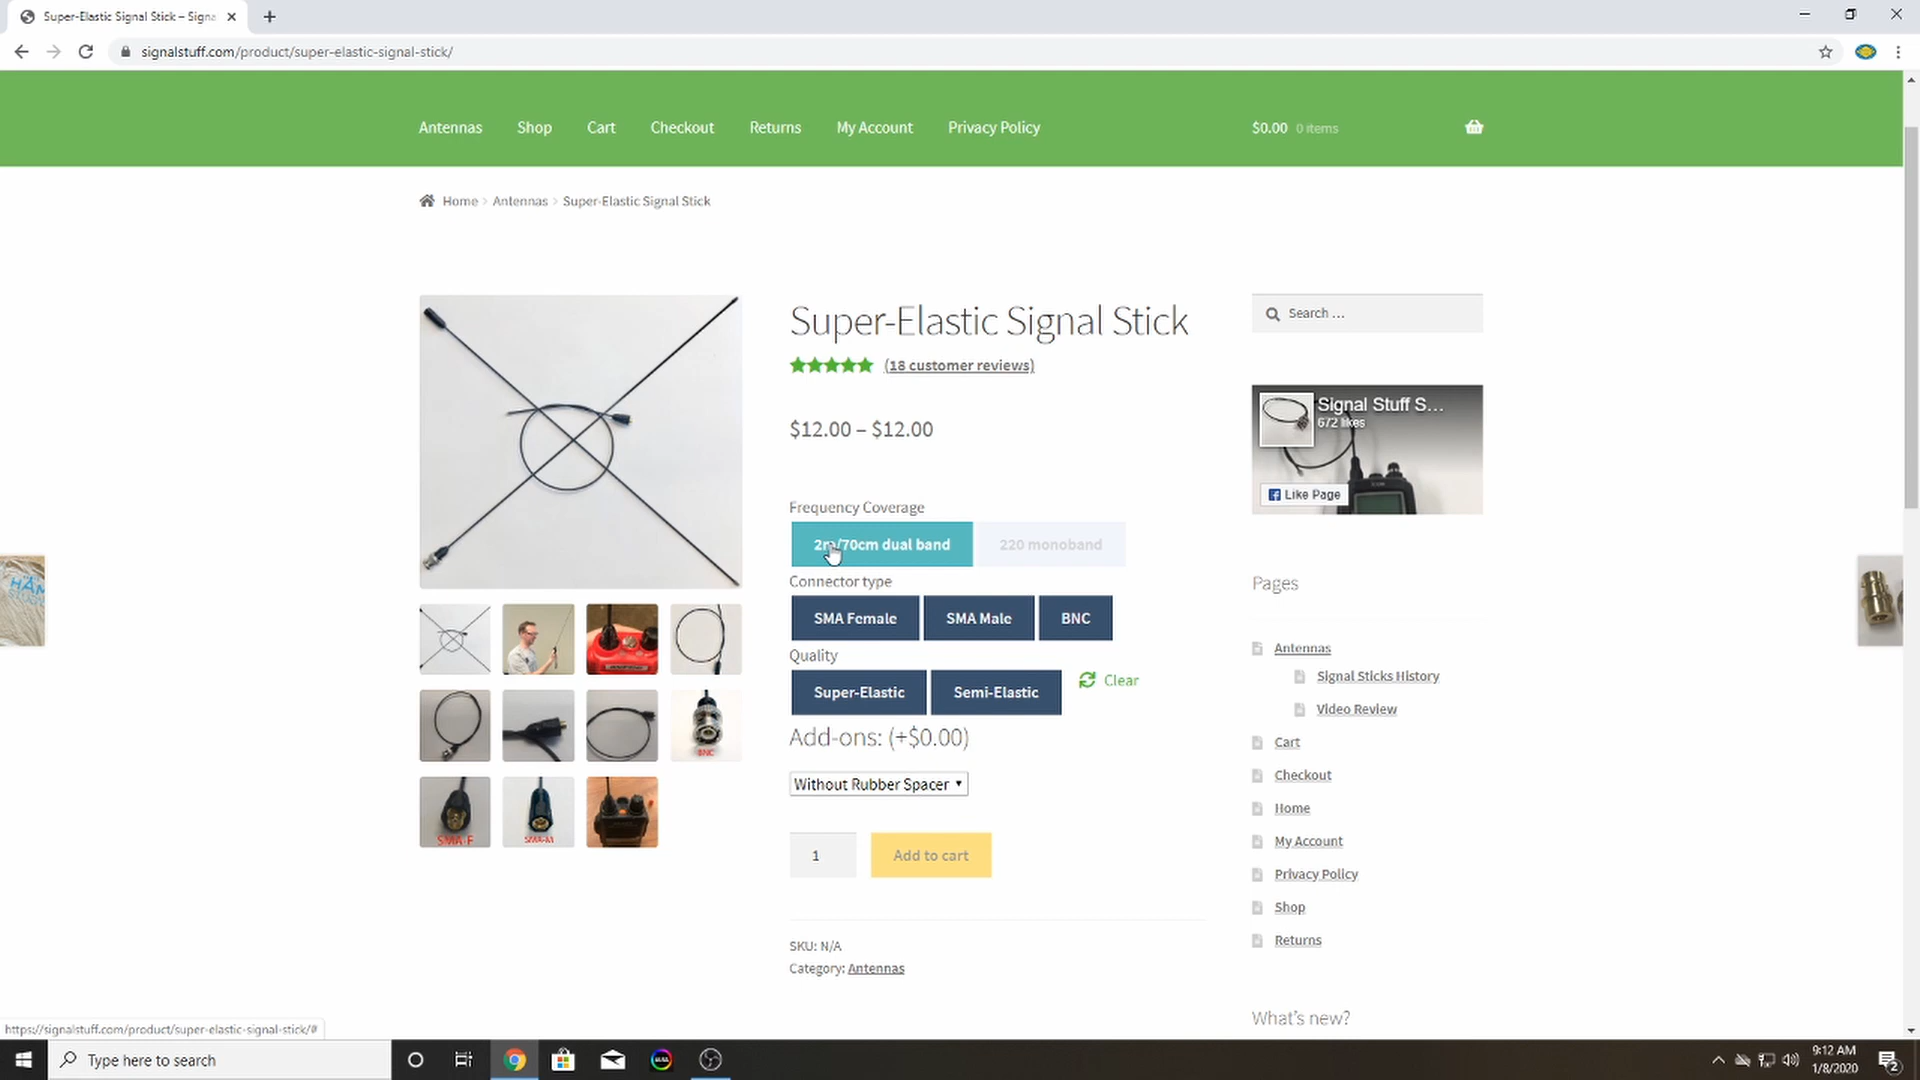 Super-Elastic Signal Stick – Signa
signalstuff.com/product/super-elastic-signal-stick/
Antennas Shop Cart Checkout Returns My Account Privacy Policy $0.00 0 items
Home › Antennas › Super-Elastic Signal Stick
Super-Elastic Signal Stick
(18 customer reviews)
$12.00 – $12.00
Frequency Coverage
2m/70cm dual band 220 monoband
Connector type
SMA Female SMA Male BNC
Quality
Super-Elastic Semi-Elastic Clear
Add-ons: (+$0.00)
Without Rubber Spacer
1 Add to cart
SKU: N/A
Category: Antennas
BNC
SMA-F
SMA-M
Search …
Signal Stuff S...
672 likes
Like Page
Pages
Antennas
Signal Sticks History
Video Review
Cart
Checkout
Home
My Account
Privacy Policy
Shop
Returns
What's new?
https://signalstuff.com/product/super-elastic-signal-stick/#
Type here to search
9:12 AM
1/8/2020
2